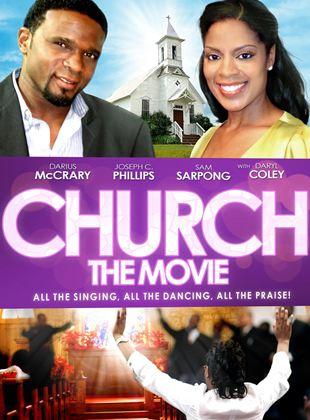 DARIUS JOSEPH C. SAM WITH DARYL
McCRARY PHILLIPS SARPONG COLEY
CHURCH
THE MOVIE
ALL THE SINGING, ALL THE DANCING, ALL THE PRAISE!